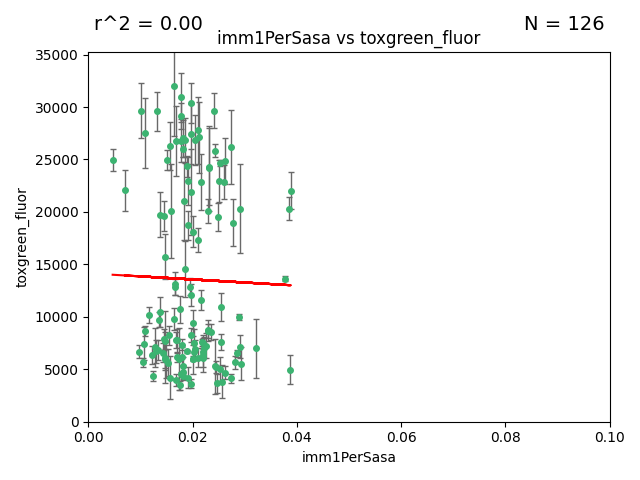 r^2 = 0.00
N = 126
imm1PerSasa vs toxgreen_fluor
35000
30000
25000
20000
15000
10000
5000
0
toxgreen_fluor
0.00
0.02
0.04
0.06
0.08
0.10
imm1PerSasa